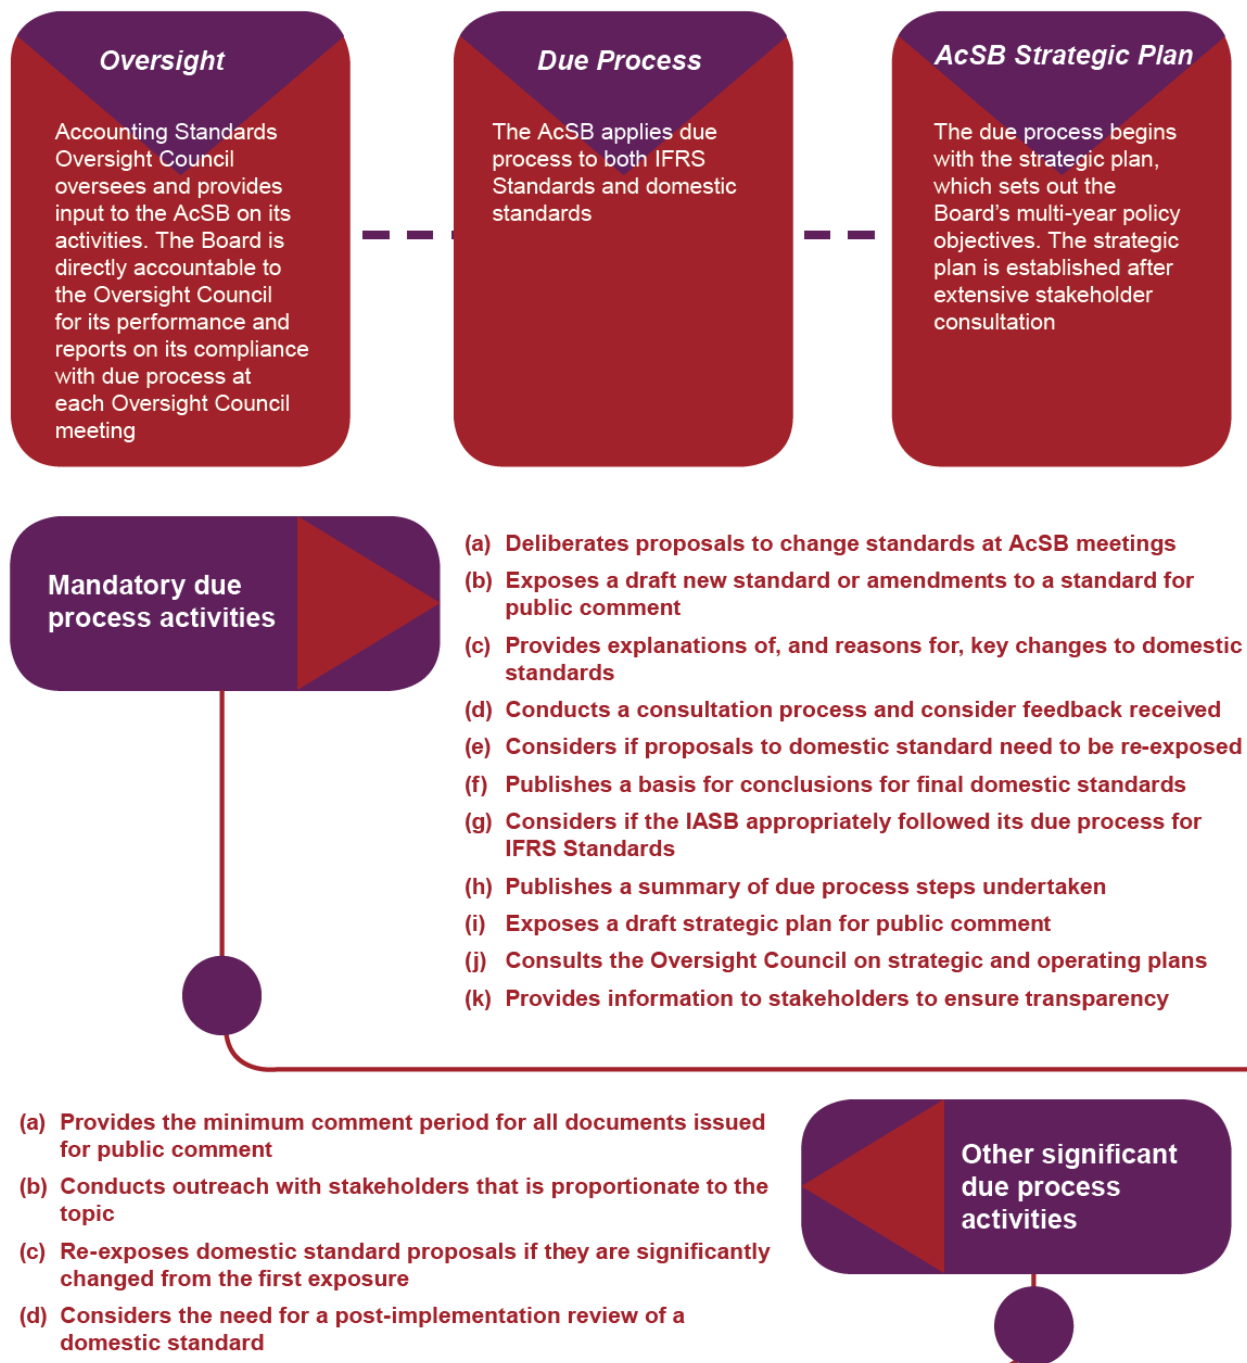 Oversight
Accounting Standards
Oversight Council
oversees and provides
input to the AcSB on its
activities. The Board is
directly accountable to
the Oversight Council
for its performance and
reports on its compliance
with due process at
each Oversight Council
meeting
Due Process
The AcSB applies due
process to both IFRS
Standards and domestic
standards
AcSB Strategic Plan
The due process begins
with the strategic plan,
which sets out the
Board’s multi-year policy
objectives. The strategic
plan is established after
extensive stakeholder
consultation
Mandatory due
process activities
(a) Deliberates proposals to change standards at AcSB meetings
(b) Exposes a draft new standard or amendments to a standard for
public comment
(c) Provides explanations of, and reasons for, key changes to domestic
standards
(d) Conducts a consultation process and consider feedback received
(e) Considers if proposals to domestic standard need to be re-exposed
(f) Publishes a basis for conclusions for final domestic standards
(g) Considers if the IASB appropriately followed its due process for
IFRS Standards
(h) Publishes a summary of due process steps undertaken
(i) Exposes a draft strategic plan for public comment
(j) Consults the Oversight Council on strategic and operating plans
(k) Provides information to stakeholders to ensure transparency
Other significant
due process
activities
(a) Provides the minimum comment period for all documents issued
for public comment
(b) Conducts outreach with stakeholders that is proportionate to the
topic
(c) Re-exposes domestic standard proposals if they are significantly
changed from the first exposure
(d) Considers the need for a post-implementation review of a
domestic standard